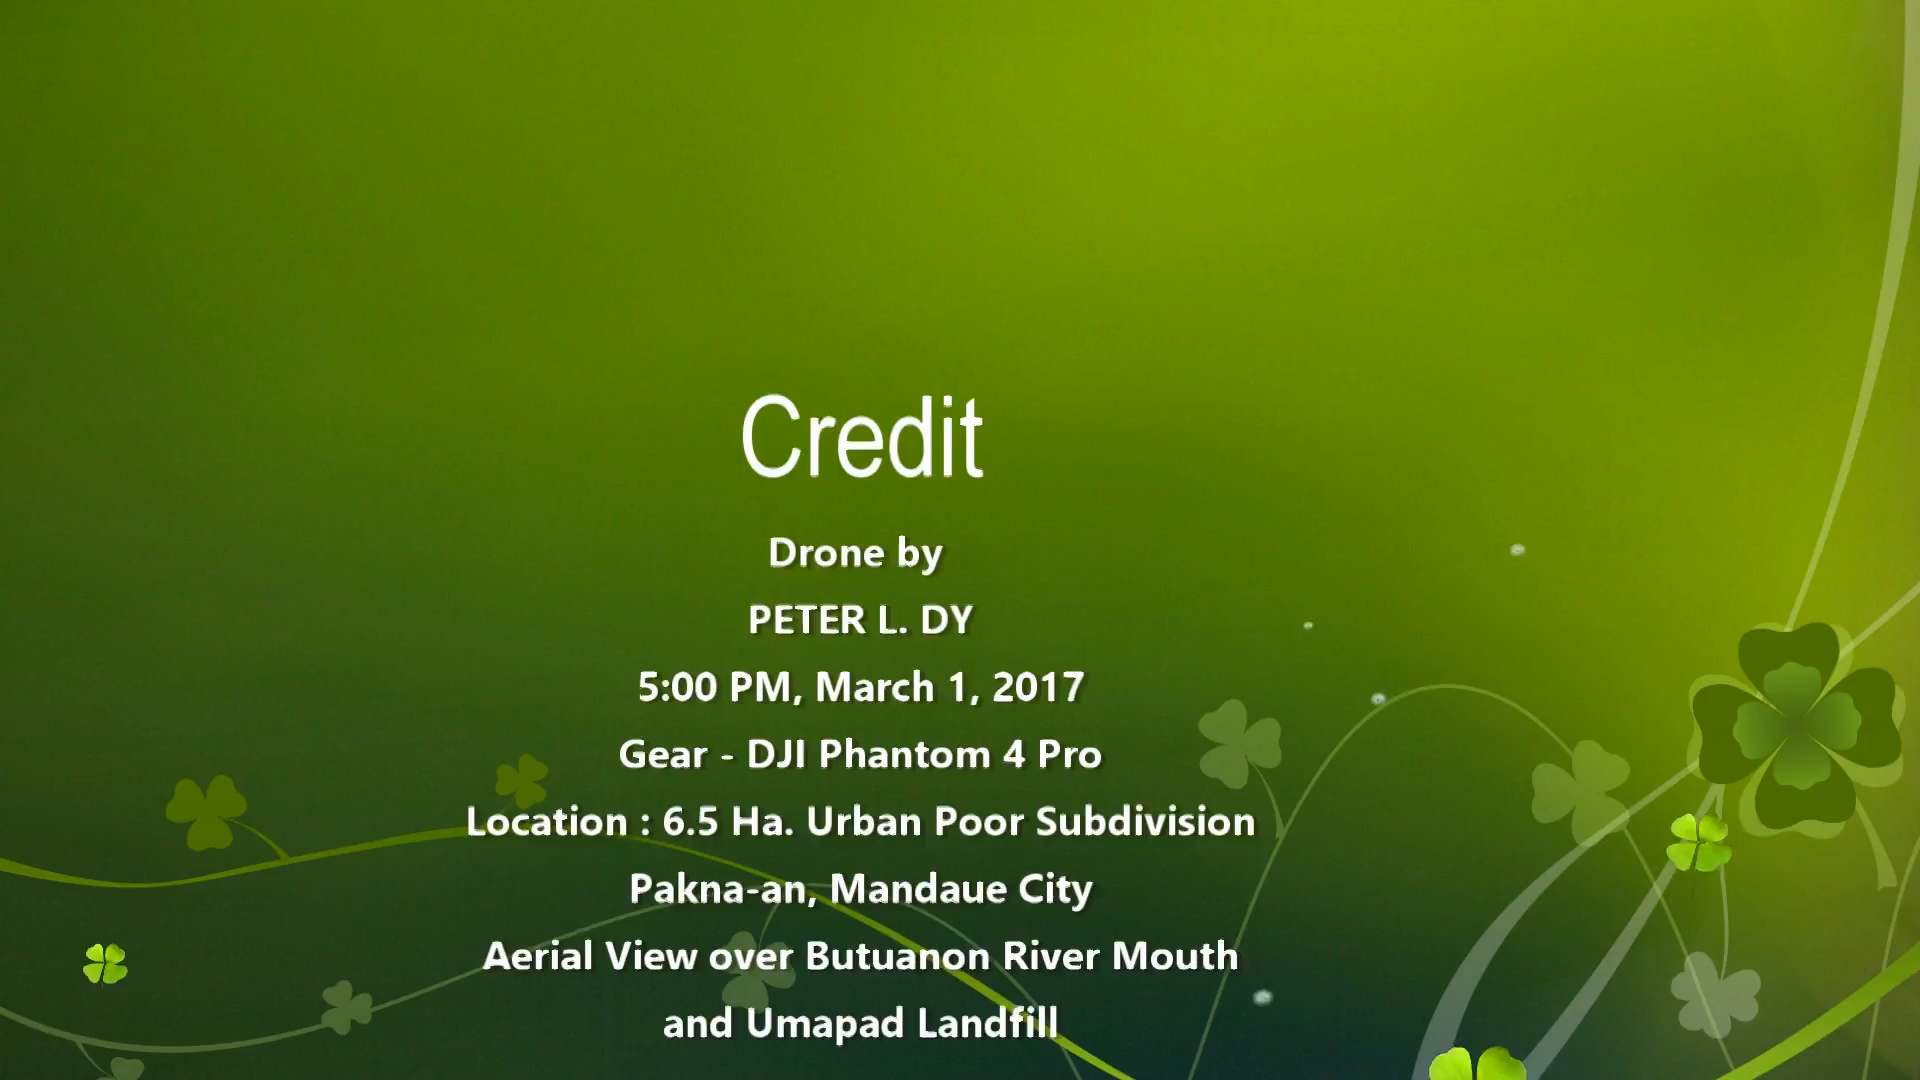 Credit
Drone by
PETER L. DY
5:00 PM, March 1, 2017
Gear - DJI Phantom 4 Pro
Location : 6.5 Ha. Urban Poor Subdivision
Pakna-an, Mandaue City
Aerial View over Butuanon River Mouth
and Umapad Landfill